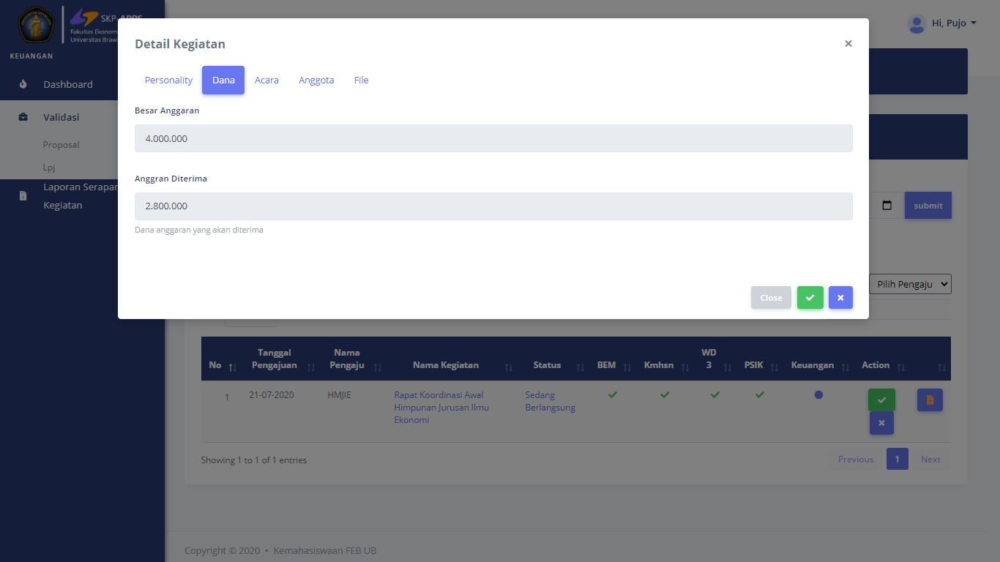 SKP-APPS
Fakultas Ekonomi
Universitas Brawi
KEUANGAN
Dashboard
Validasi
Proposal
Lpj
Laporan Serapan
Kegiatan
Hi, Pujo
Detail Kegiatan
×
Personality Dana Acara Anggota File
Besar Anggaran
4.000.000
Anggran Diterima
2.800.000
Dana anggaran yang akan diterima
Close
submit
Pilih Pengaju
No Tanggal Pengajuan Nama Pengaju Nama Kegiatan Status BEM Kmhsn WD 3 PSIK Keuangan Action
1 21-07-2020 HMJIE Rapat Koordinasi Awal Sedang
Himpunan Jurusan Ilmu Berlangsung
Ekonomi
Showing 1 to 1 of 1 entries
Previous 1 Next
Copyright © 2020 • Kemahasiswaan FEB UB